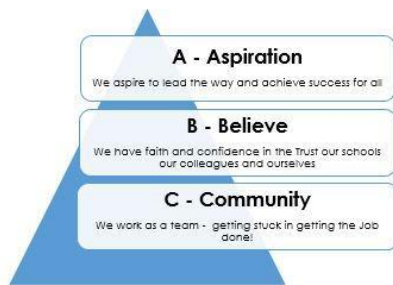 A - Aspiration
We aspire to lead the way and achieve success for all
B - Believe
We have faith and confidence in the Trust our schools
our colleagues and ourselves
C - Community
We work as a team - getting stuck in getting the Job
done!